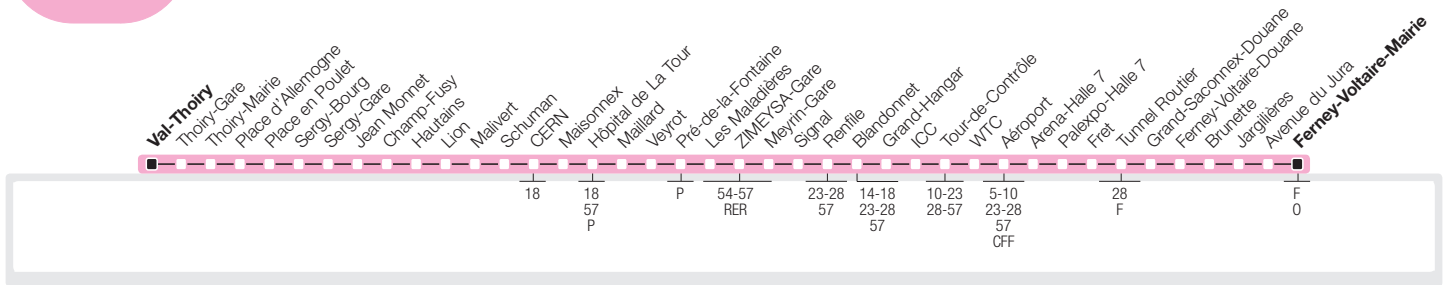 Val-Thoiry
Thoiry-Gare
Thoiry-Mairie
Place d'Allemogne
Place en Poulet
Sergy-Bourg
Sergy-Gare
Jean Monnet
Champ-Fusy
Hautains
Lion
Malivert
Schuman
CERN
Maisonnex
Hôpital de La Tour
Maillard
Veyrot
Pré-de-la-Fontaine
Les Maladières
ZIMEYSA-Gare
Meyrin-Gare
Signal
Renfile
Blandonnet
Grand-Hangar
ICC
Tour-de-Contrôle
WTC
Aéroport
Arena-Halle 7
Palexpo-Halle 7
Fret
Tunnel Routier
Grand-Saconnex-Douane
Ferney-Voltaire-Douane
Brunette
Jargilières
Avenue du Jura
Ferney-Voltaire-Mairie
18
18
57
P
P
54-57
RER
23-28
57
14-18
23-28
57
10-23
28-57
5-10
23-28
57
CFF
28
F
F
O